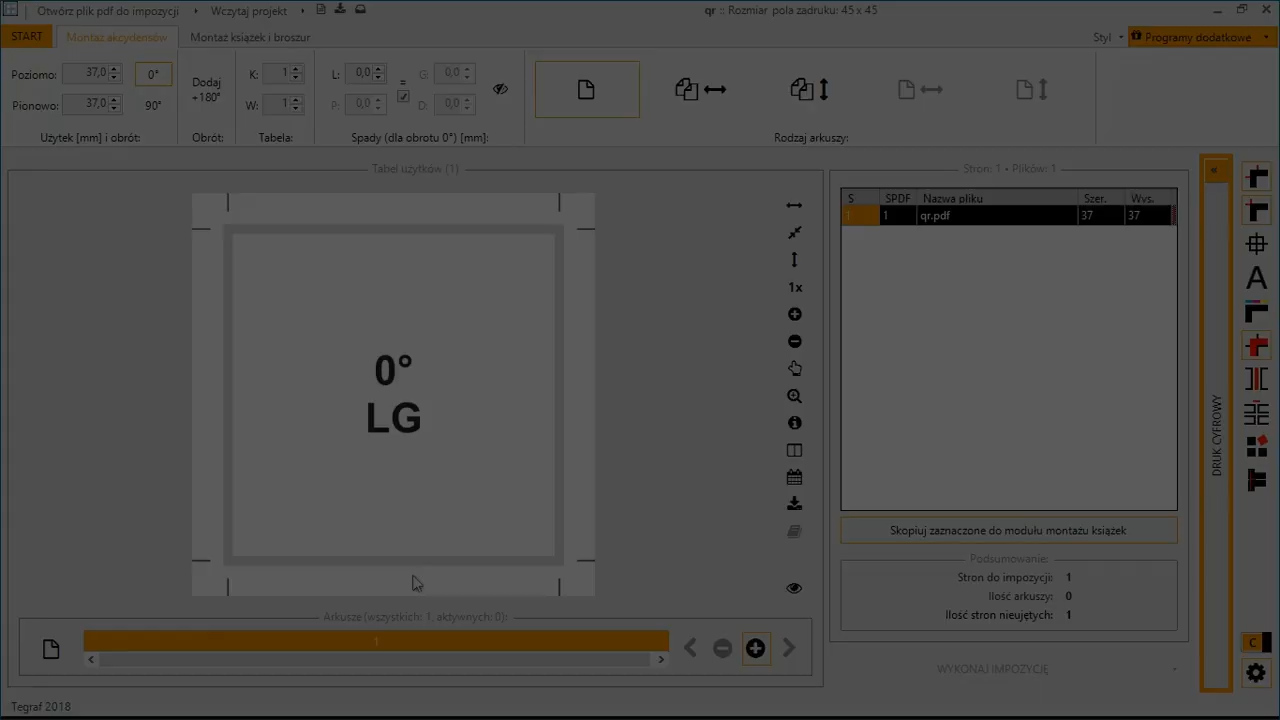 Otwórz plik pdf do impozycji
Wczytaj projekt
qr :: Rozmiar pola zadruku: 45 x 45
START
Montaż akcydensów
Montaż książek i broszur
Styl
Programy dodatkowe
Poziomo: 37,0 0°
Pionowo: 37,0 90°
Użytek [mm] i obrót:
Dodaj
+180°
Obrót:
K: 1
W: 1
Tabela:
L: 0,0 = G: 0,0
P: 0,0 D: 0,0
Spady (dla obrotu 0°) [mm]:
Rodzaj arkuszy:
Tabel użytków (1)
0°
LG
1x
Arkusze (wszystkich: 1, aktywnych: 0):
1
Stron: 1 • Plików: 1
S SPDF Nazwa pliku Szer. Wys.
1 1 qr.pdf 37 37
Skopiuj zaznaczone do modułu montażu książek
Podsumowanie:
Stron do impozycji: 1
Ilość arkuszy: 0
Ilość stron nieujętych: 1
WYKONAJ IMPOZYCJĘ
DRUK CYFROWY
A
C
Tegraf 2018